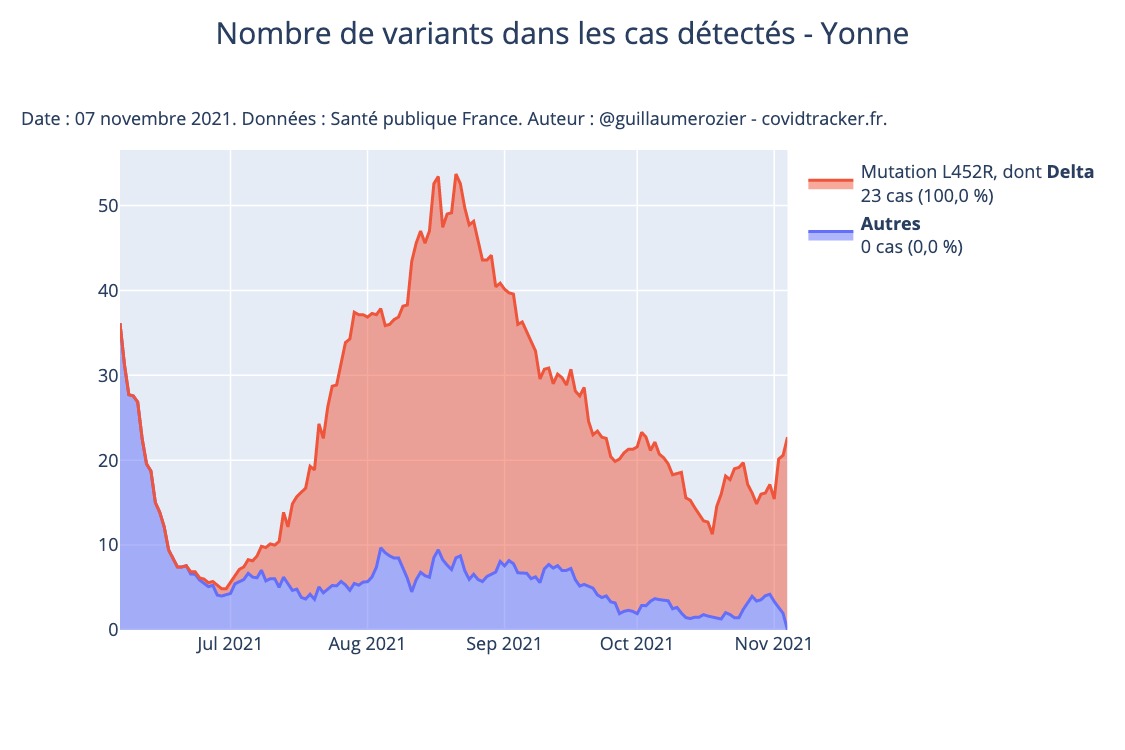 Nombre de variants dans les cas détectés - Yonne
Date : 07 novembre 2021. Données : Santé publique France. Auteur : @guillaumerozier - covidtracker.fr.
Mutation L452R, dont Delta
23 cas (100,0 %)
Autres
0 cas (0,0 %)
50
40
30
20
10
0
Jul 2021
Aug 2021
Sep 2021
Oct 2021
Nov 2021